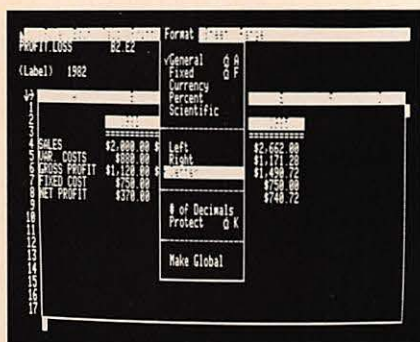 Format
PROFIT.LOSS B2.E2
√General A
Fixed F
(Label) 1982
Currency
Percent
Scientific
1
2
3
4 SALES $2,000.00 $ Left $2,662.00
5 VAR. COSTS $880.00 Right $1,171.28
6 GROSS PROFIT $1,120.00 $ Center $1,490.72
7 FIXED COST $750.00 $750.00
8 NET PROFIT $370.00 $740.72
9 # of Decimals
10 Protect K
11
12
13 Make Global
14
15
16
17